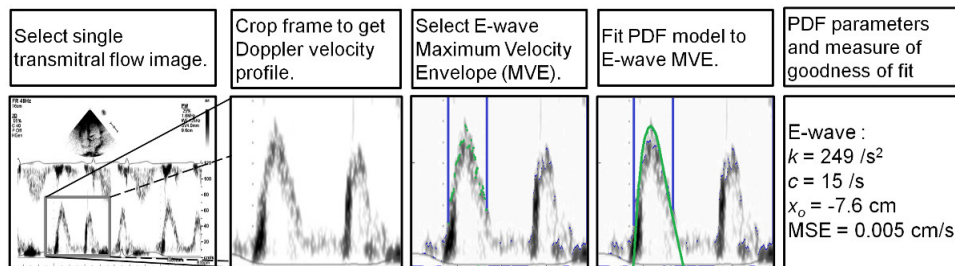 Select single
transmitral flow image.
Crop frame to get
Doppler velocity
profile.
Select E-wave
Maximum Velocity
Envelope (MVE).
Fit PDF model to
E-wave MVE.
PDF parameters
and measure of
goodness of fit
E-wave :
k = 249 /s²
c = 15 /s
xₒ = -7.6 cm
MSE = 0.005 cm/s